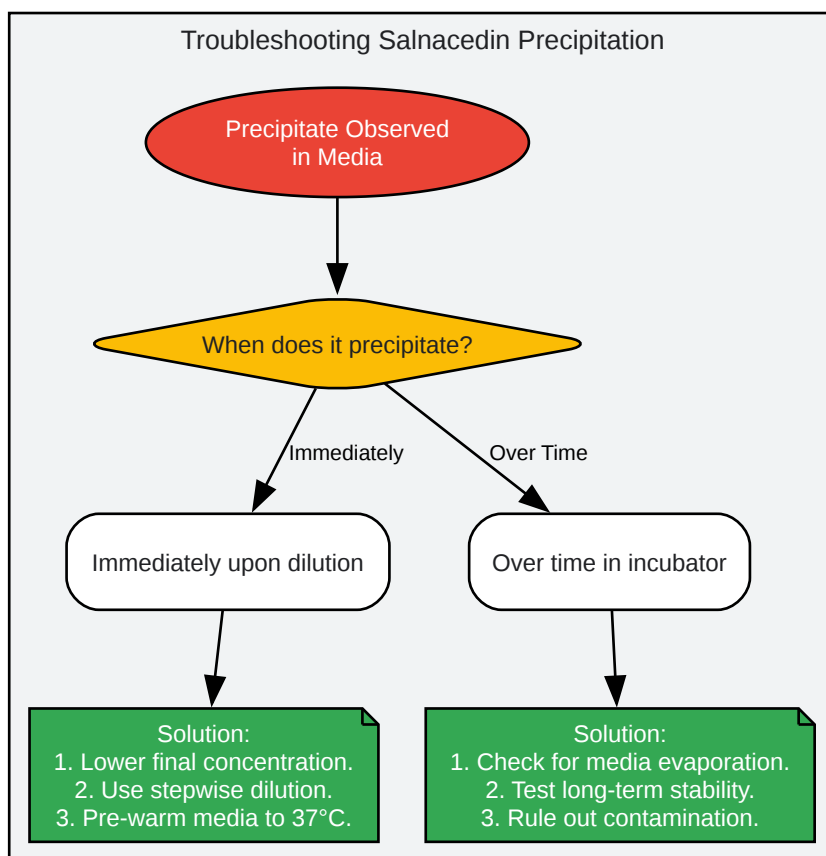 Troubleshooting Salnacedin Precipitation
Precipitate Observed
in Media
When does it precipitate?
Immediately
Over Time
Immediately upon dilution
Over time in incubator
Solution:
1. Lower final concentration.
2. Use stepwise dilution.
3. Pre-warm media to 37°C.
Solution:
1. Check for media evaporation.
2. Test long-term stability.
3. Rule out contamination.